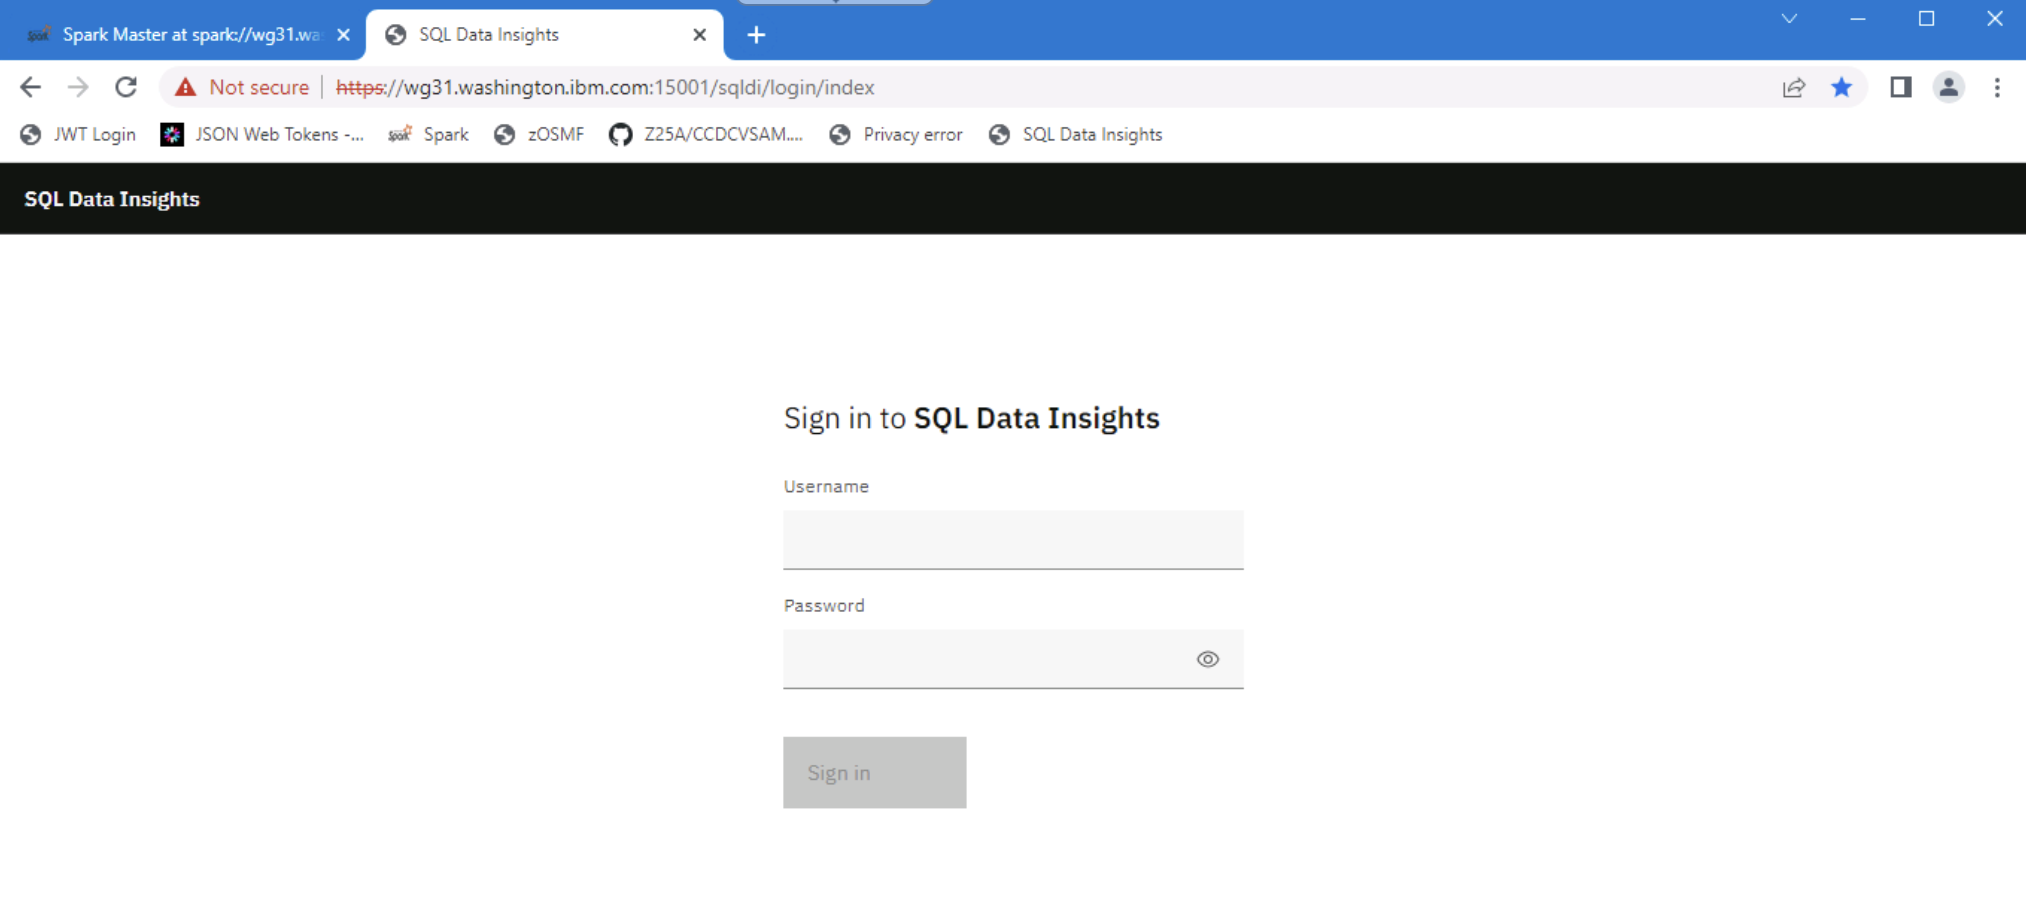 Spark Master at spark://wg31.wa
SQL Data Insights
Not secure https://wg31.washington.ibm.com:15001/sqldi/login/index
JWT Login JSON Web Tokens -... Spark zOSMF Z25A/CCDCVSAM.... Privacy error SQL Data Insights
SQL Data Insights
Sign in to SQL Data Insights
Username
Password
Sign in